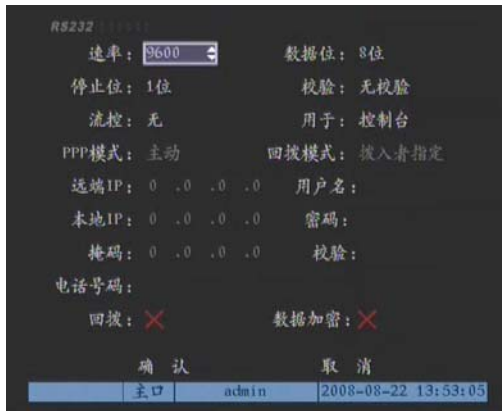 RS232
速率： 9600 数据位： 8位
停止位： 1位 校验： 无校验
流控： 无 用于： 控制台
PPP模式： 主动 回拨模式： 拨入者指定
远端IP： 0 .0 .0 .0 用户名：
本地IP： 0 .0 .0 .0 密码：
掩码： 0 .0 .0 .0 校验：
电话号码：
回拨： 数据加密：
确 认 取 消
主口 admin 2008-08-22 13:53:05